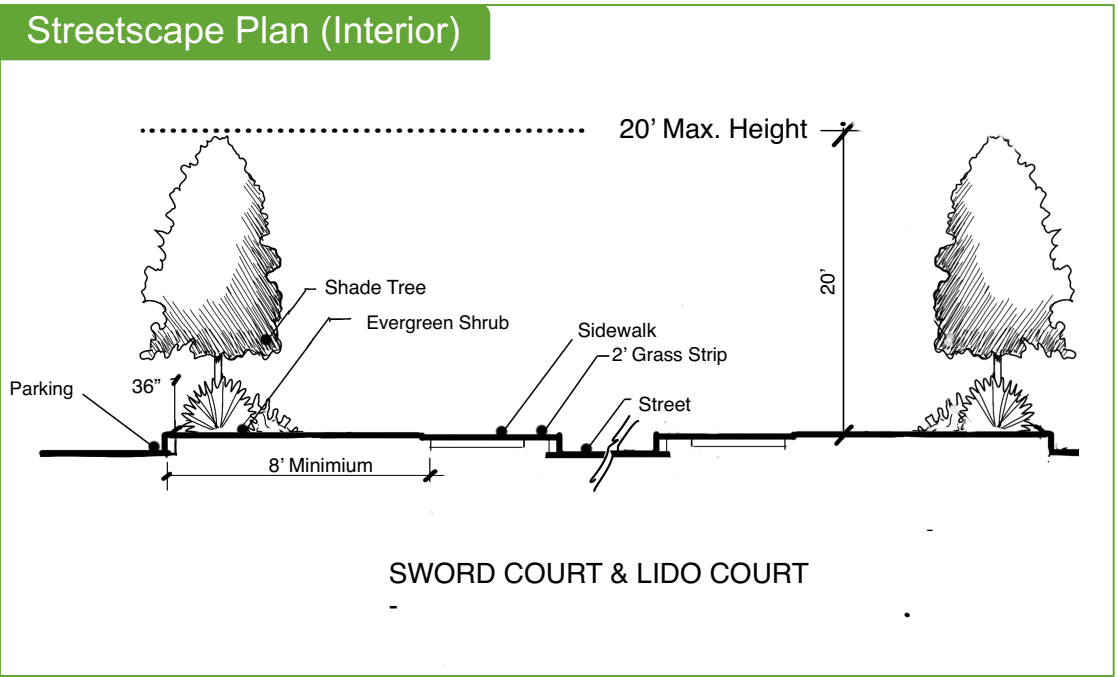 Streetscape Plan (Interior)
20’ Max. Height
20’
Shade Tree
Evergreen Shrub
Sidewalk
2’ Grass Strip
Parking
36”
Street
8’ Minimium
SWORD COURT & LIDO COURT